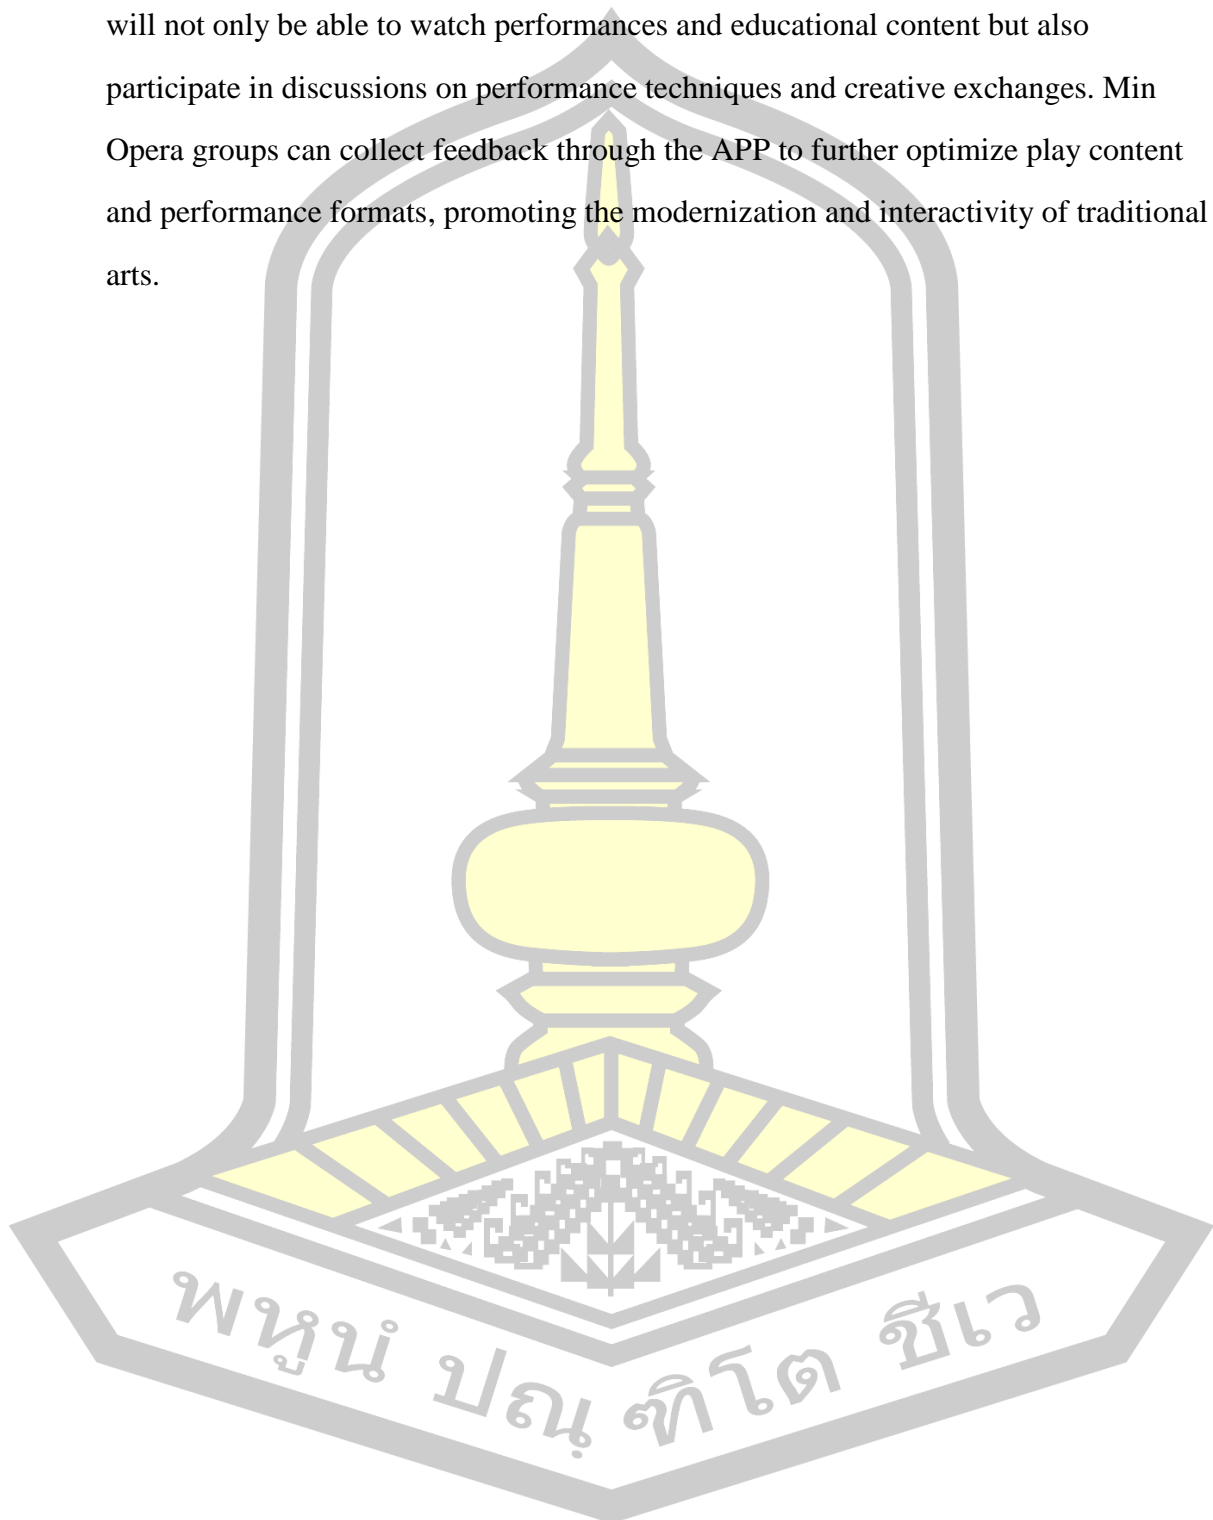 will not only be able to watch performances and educational content but also
participate in discussions on performance techniques and creative exchanges. Min
Opera groups can collect feedback through the APP to further optimize play content
and performance formats, promoting the modernization and interactivity of traditional
arts.
พหูนํ ปณฺฑิโต ชีเว